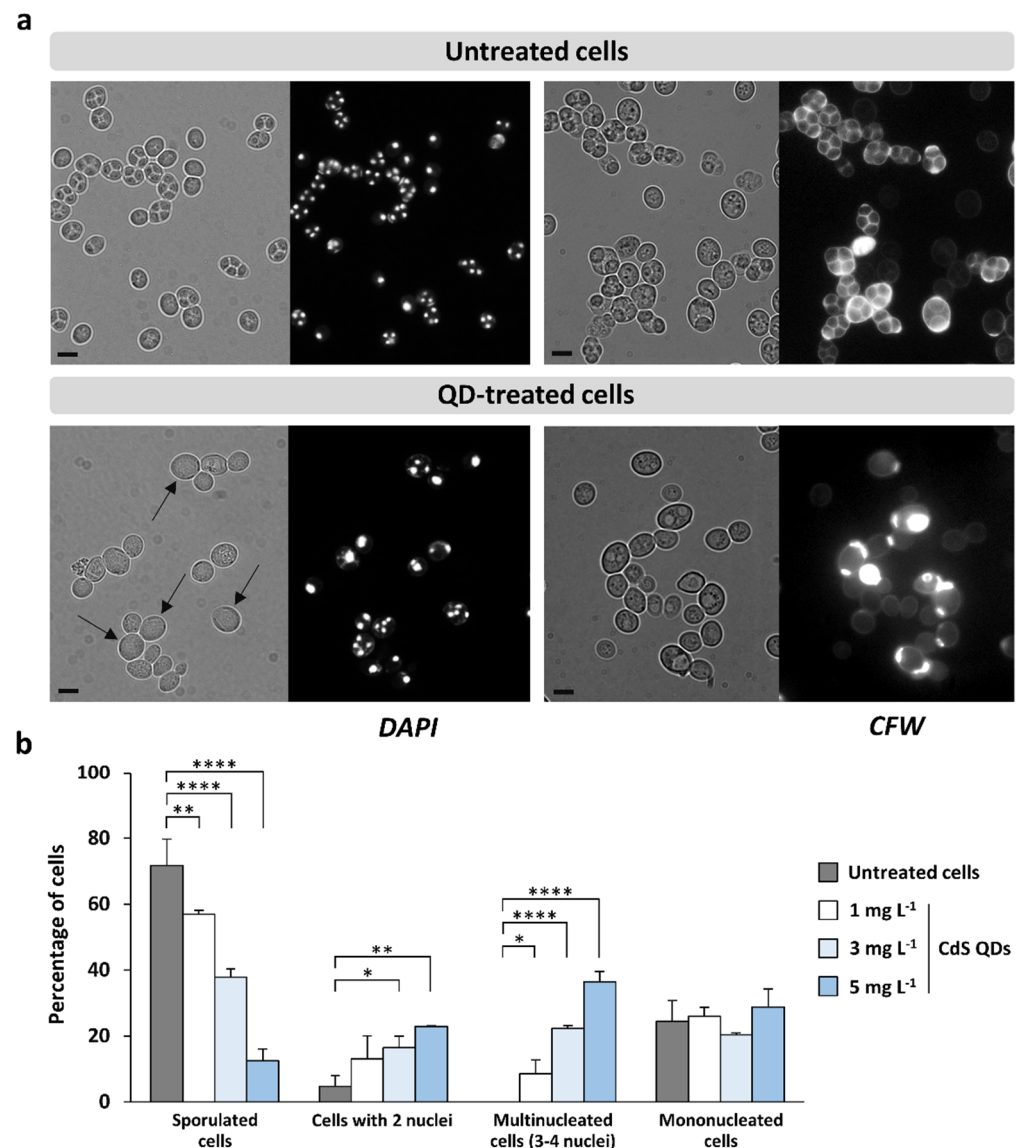 a
Untreated cells
QD-treated cells
DAPI
CFW
b
Percentage of cells
100
80
60
40
20
0
**
****
****
*
**
*
****
****
Sporulated
cells
Cells with 2 nuclei
Multinucleated
cells (3-4 nuclei)
Mononucleated
cells
Untreated cells
1 mg L⁻¹
3 mg L⁻¹
5 mg L⁻¹
CdS QDs